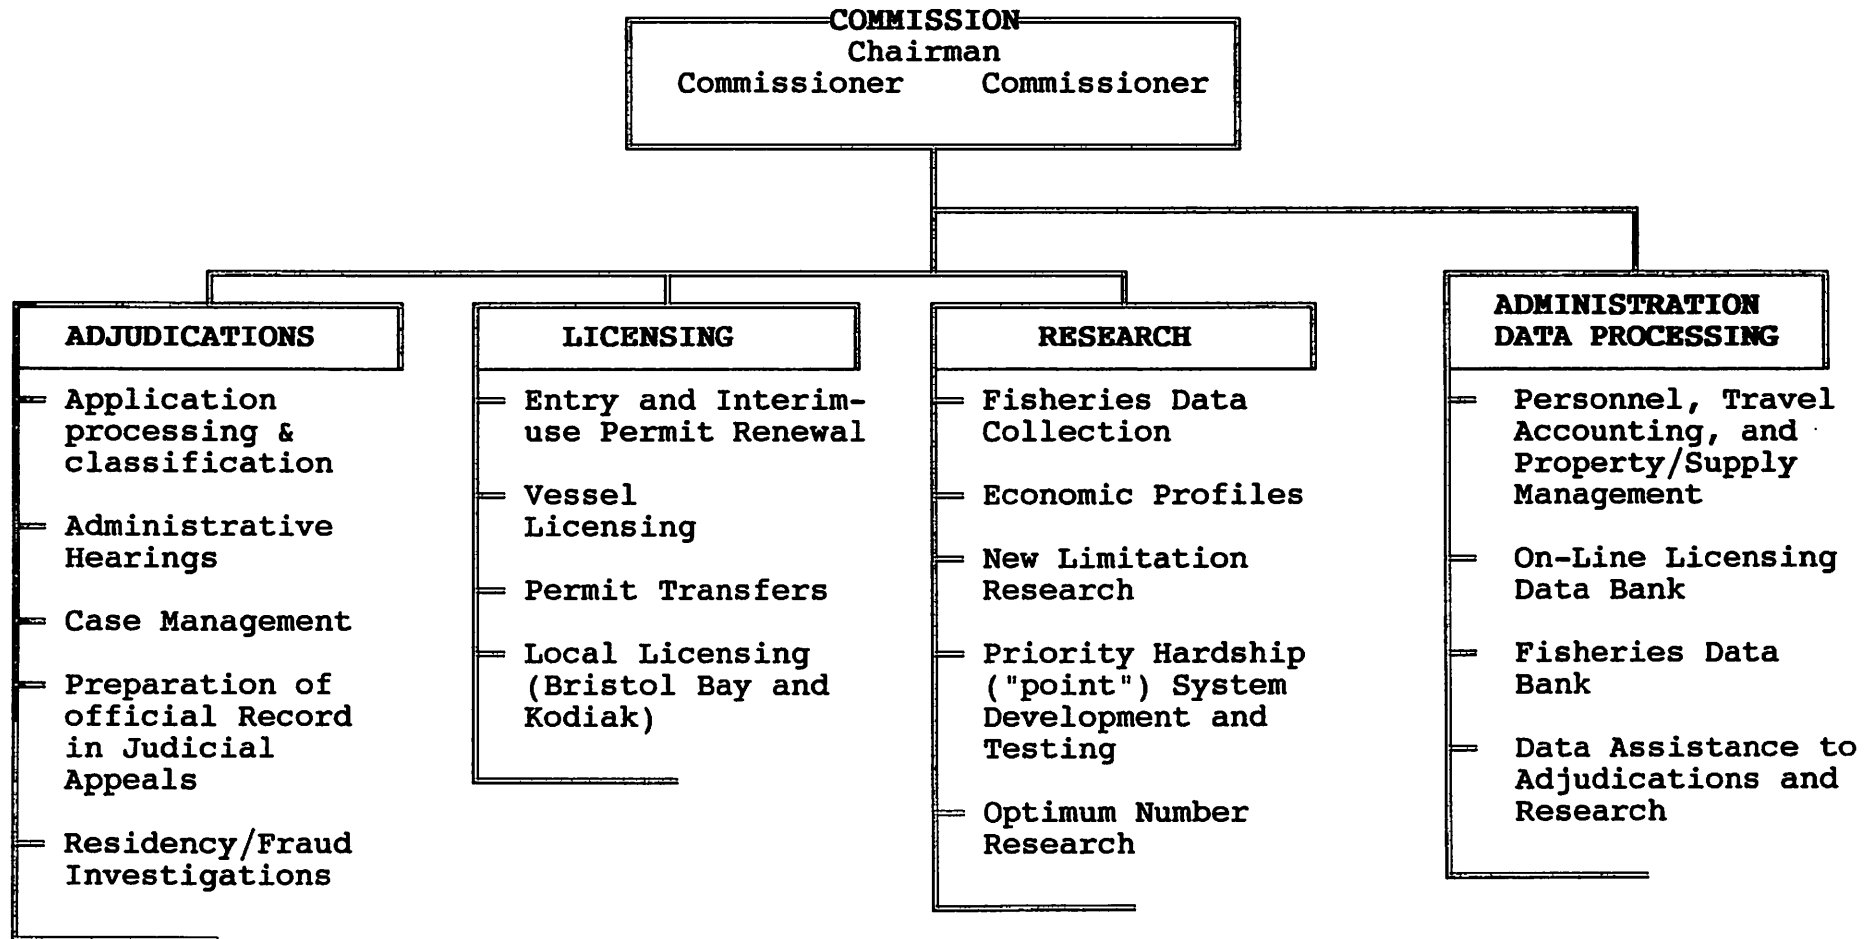 COMMISSION
Chairman
Commissioner Commissioner
ADJUDICATIONS
Application
processing &
classification
Administrative
Hearings
Case Management
Preparation of
official Record
in Judicial
Appeals
Residency/Fraud
Investigations
LICENSING
Entry and Interim-
use Permit Renewal
Vessel
Licensing
Permit Transfers
Local Licensing
(Bristol Bay and
Kodiak)
RESEARCH
Fisheries Data
Collection
Economic Profiles
New Limitation
Research
Priority Hardship
("point") System
Development and
Testing
Optimum Number
Research
ADMINISTRATION
DATA PROCESSING
Personnel, Travel
Accounting, and
Property/Supply
Management
On-Line Licensing
Data Bank
Fisheries Data
Bank
Data Assistance to
Adjudications and
Research